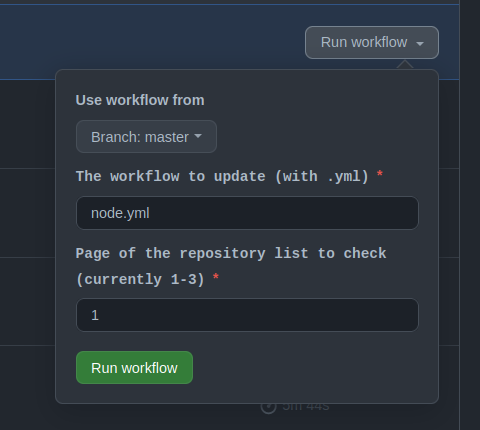 Run workflow
Use workflow from
Branch: master
The workflow to update (with .yml) *
node.yml
Page of the repository list to check
(currently 1-3) *
1
Run workflow
5m 44s